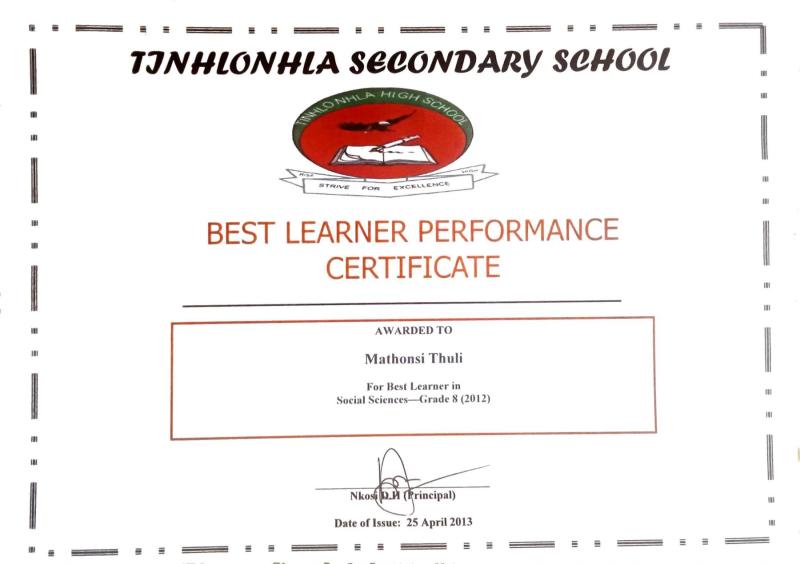 TINHLONHLA SECONDARY SCHOOL
TINHLONHLA HIGH SCHOOL
STRIVE FOR EXCELLENCE
BEST LEARNER PERFORMANCE
CERTIFICATE
AWARDED TO
Mathonsi Thuli
For Best Learner in
Social Sciences—Grade 8 (2012)
Nkosi D.H (Principal)
Date of Issue: 25 April 2013